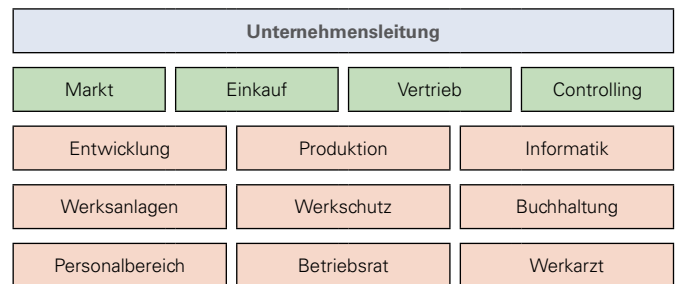 Unternehmensleitung
Markt Einkauf Vertrieb Controlling
Entwicklung Produktion Informatik
Werksanlagen Werkschutz Buchhaltung
Personalbereich Betriebsrat Werkarzt